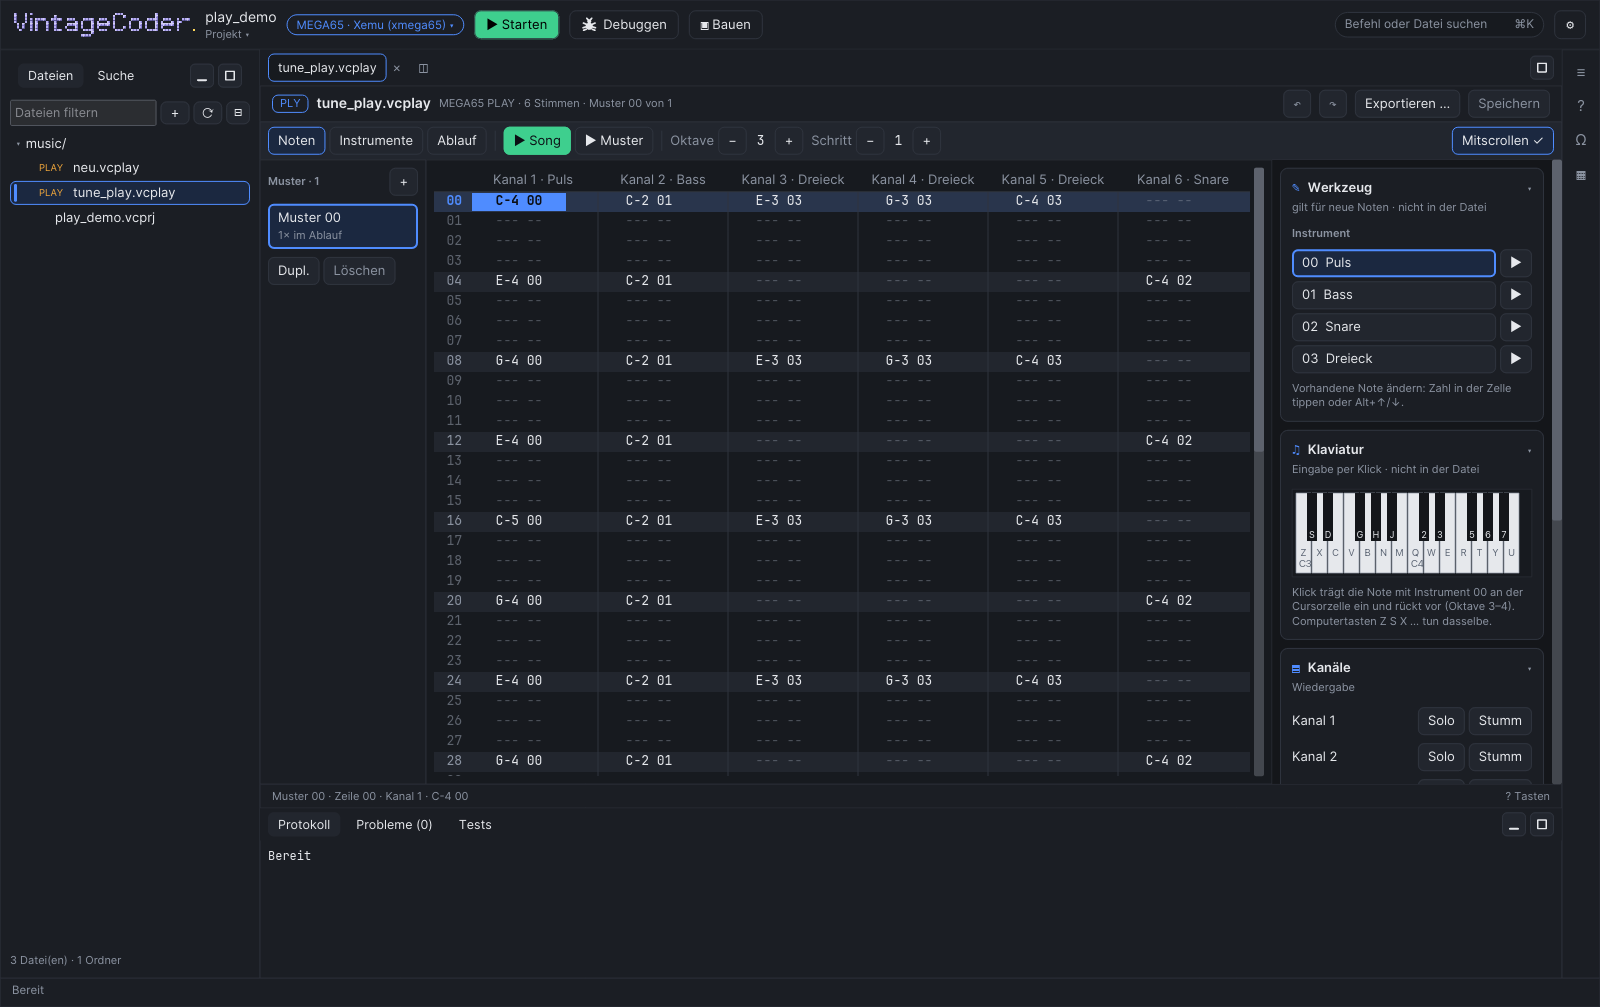 VintageCoder.
play_demo
Projekt
MEGA65 · Xemu (xmega65)
Starten
Debuggen
Bauen
Befehl oder Datei suchen ⌘K
Dateien
Suche
Dateien filtern
+
music/
PLAY neu.vcplay
PLAY tune_play.vcplay
play_demo.vcprj
3 Datei(en) · 1 Ordner
tune_play.vcplay ×
PLY tune_play.vcplay MEGA65 PLAY · 6 Stimmen · Muster 00 von 1
Exportieren ...
Speichern
Noten
Instrumente
Ablauf
Song
Muster
Oktave − 3 +
Schritt − 1 +
Mitscrollen ✓
Muster · 1
+
Muster 00
1× im Ablauf
Dupl.
Löschen
Kanal 1 · Puls Kanal 2 · Bass Kanal 3 · Dreieck Kanal 4 · Dreieck Kanal 5 · Dreieck Kanal 6 · Snare
00 C-4 00 C-2 01 E-3 03 G-3 03 C-4 03 --- --
01 --- -- --- -- --- -- --- -- --- -- --- --
02 --- -- --- -- --- -- --- -- --- -- --- --
03 --- -- --- -- --- -- --- -- --- -- --- --
04 E-4 00 C-2 01 --- -- --- -- --- -- C-4 02
05 --- -- --- -- --- -- --- -- --- -- --- --
06 --- -- --- -- --- -- --- -- --- -- --- --
07 --- -- --- -- --- -- --- -- --- -- --- --
08 G-4 00 C-2 01 E-3 03 G-3 03 C-4 03 --- --
09 --- -- --- -- --- -- --- -- --- -- --- --
10 --- -- --- -- --- -- --- -- --- -- --- --
11 --- -- --- -- --- -- --- -- --- -- --- --
12 E-4 00 C-2 01 --- -- --- -- --- -- C-4 02
13 --- -- --- -- --- -- --- -- --- -- --- --
14 --- -- --- -- --- -- --- -- --- -- --- --
15 --- -- --- -- --- -- --- -- --- -- --- --
16 C-5 00 C-2 01 E-3 03 G-3 03 C-4 03 --- --
17 --- -- --- -- --- -- --- -- --- -- --- --
18 --- -- --- -- --- -- --- -- --- -- --- --
19 --- -- --- -- --- -- --- -- --- -- --- --
20 G-4 00 C-2 01 --- -- --- -- --- -- C-4 02
21 --- -- --- -- --- -- --- -- --- -- --- --
22 --- -- --- -- --- -- --- -- --- -- --- --
23 --- -- --- -- --- -- --- -- --- -- --- --
24 E-4 00 C-2 01 E-3 03 G-3 03 C-4 03 --- --
25 --- -- --- -- --- -- --- -- --- -- --- --
26 --- -- --- -- --- -- --- -- --- -- --- --
27 --- -- --- -- --- -- --- -- --- -- --- --
28 G-4 00 C-2 01 --- -- --- -- --- -- C-4 02
Werkzeug
gilt für neue Noten · nicht in der Datei
Instrument
00 Puls
01 Bass
02 Snare
03 Dreieck
Vorhandene Note ändern: Zahl in der Zelle
tippen oder Alt+↑/↓.
Klaviatur
Eingabe per Klick · nicht in der Datei
S D G H J 2 3 5 6 7
Z X C V B N M Q W E R T Y U
C3 C4
Klick trägt die Note mit Instrument 00 an der
Cursorzelle ein und rückt vor (Oktave 3–4).
Computertasten Z S X ... tun dasselbe.
Kanäle
Wiedergabe
Kanal 1 Solo Stumm
Kanal 2 Solo Stumm
≡
?
Ω
Muster 00 · Zeile 00 · Kanal 1 · C-4 00
? Tasten
Protokoll
Probleme (0)
Tests
Bereit
Bereit